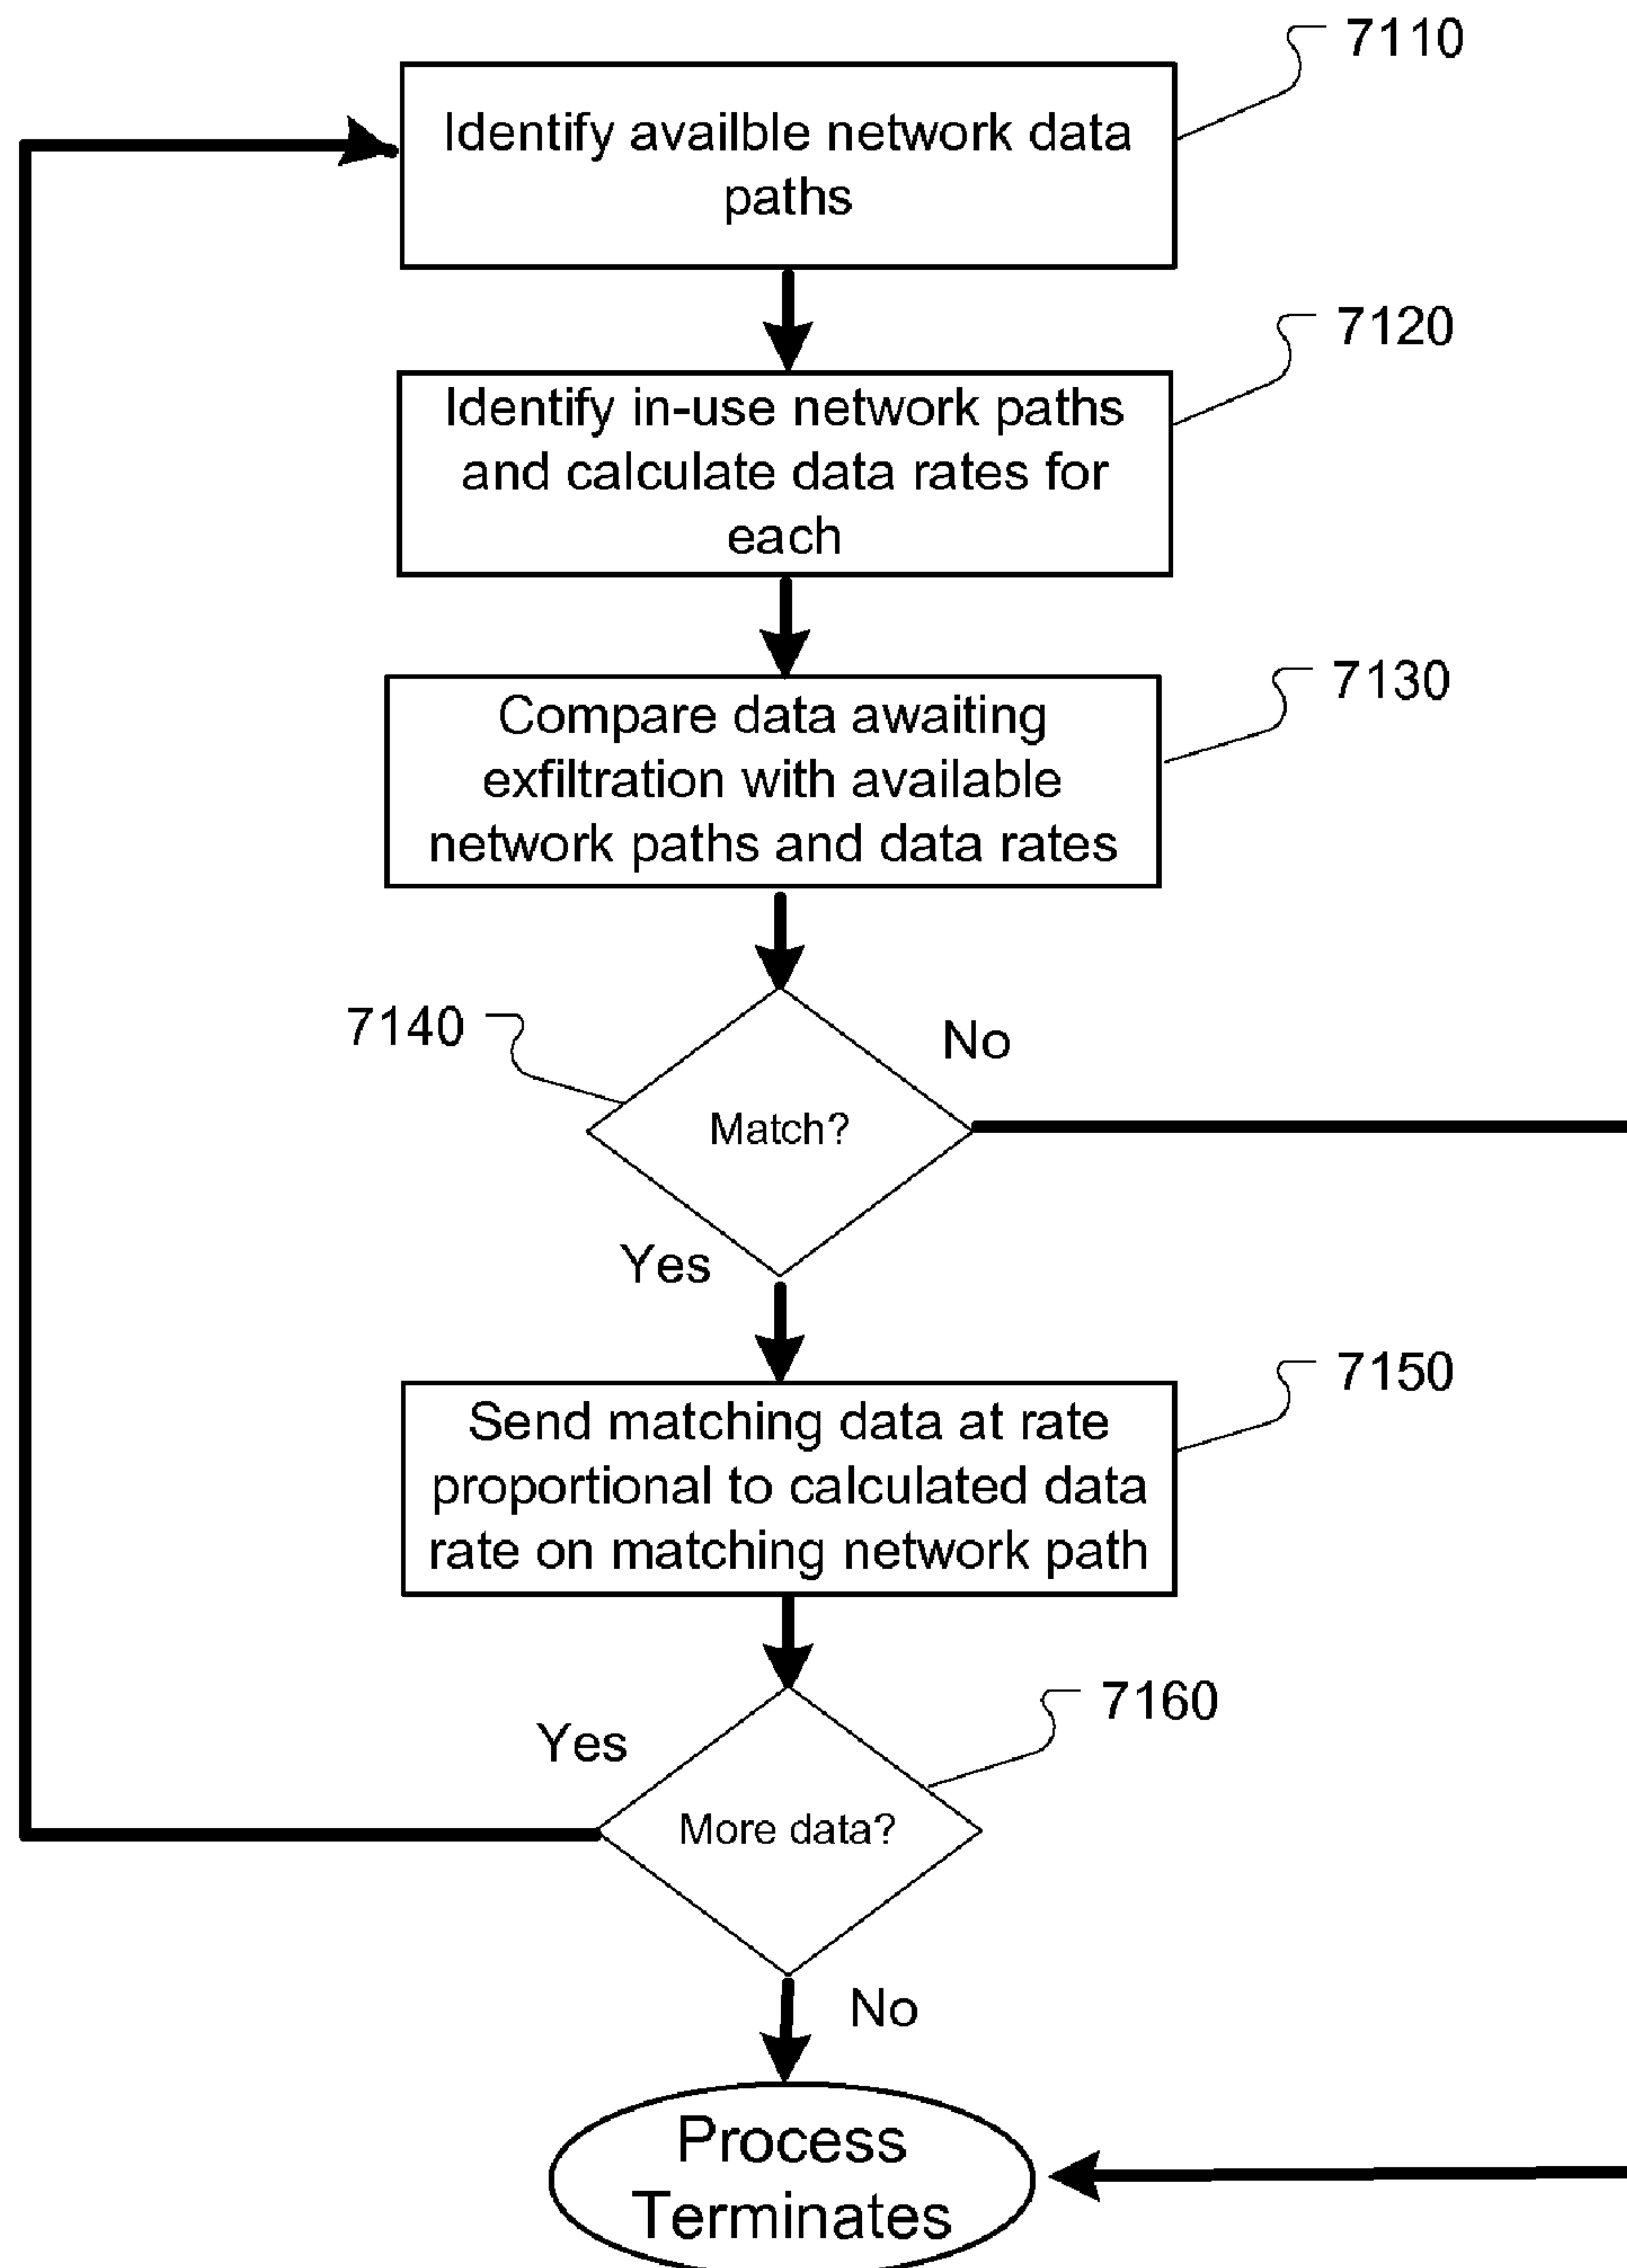 7110
Identify availble network data
paths
7120
Identify in-use network paths
and calculate data rates for
each
7130
Compare data awaiting
exfiltration with available
network paths and data rates
7140
No
Match?
Yes
7150
Send matching data at rate
proportional to calculated data
rate on matching network path
7160
Yes
More data?
No
Process
Terminates